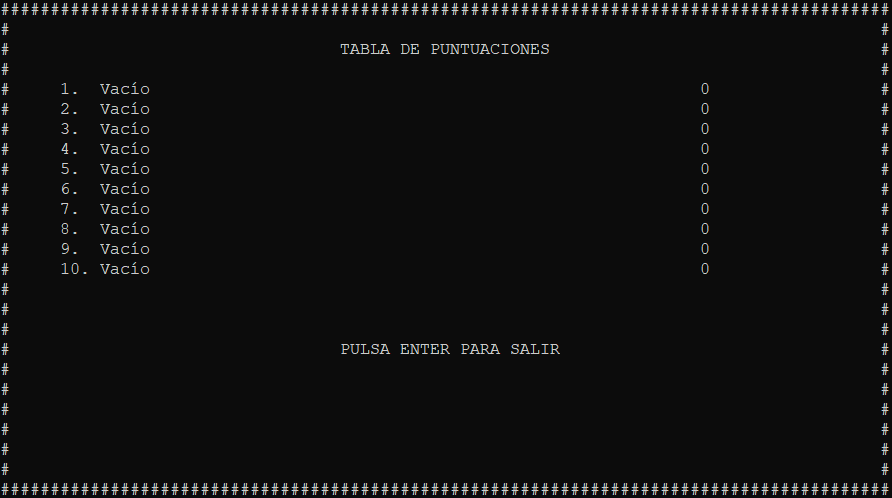 TABLA DE PUNTUACIONES
1. Vacío 0
2. Vacío 0
3. Vacío 0
4. Vacío 0
5. Vacío 0
6. Vacío 0
7. Vacío 0
8. Vacío 0
9. Vacío 0
10. Vacío 0
PULSA ENTER PARA SALIR